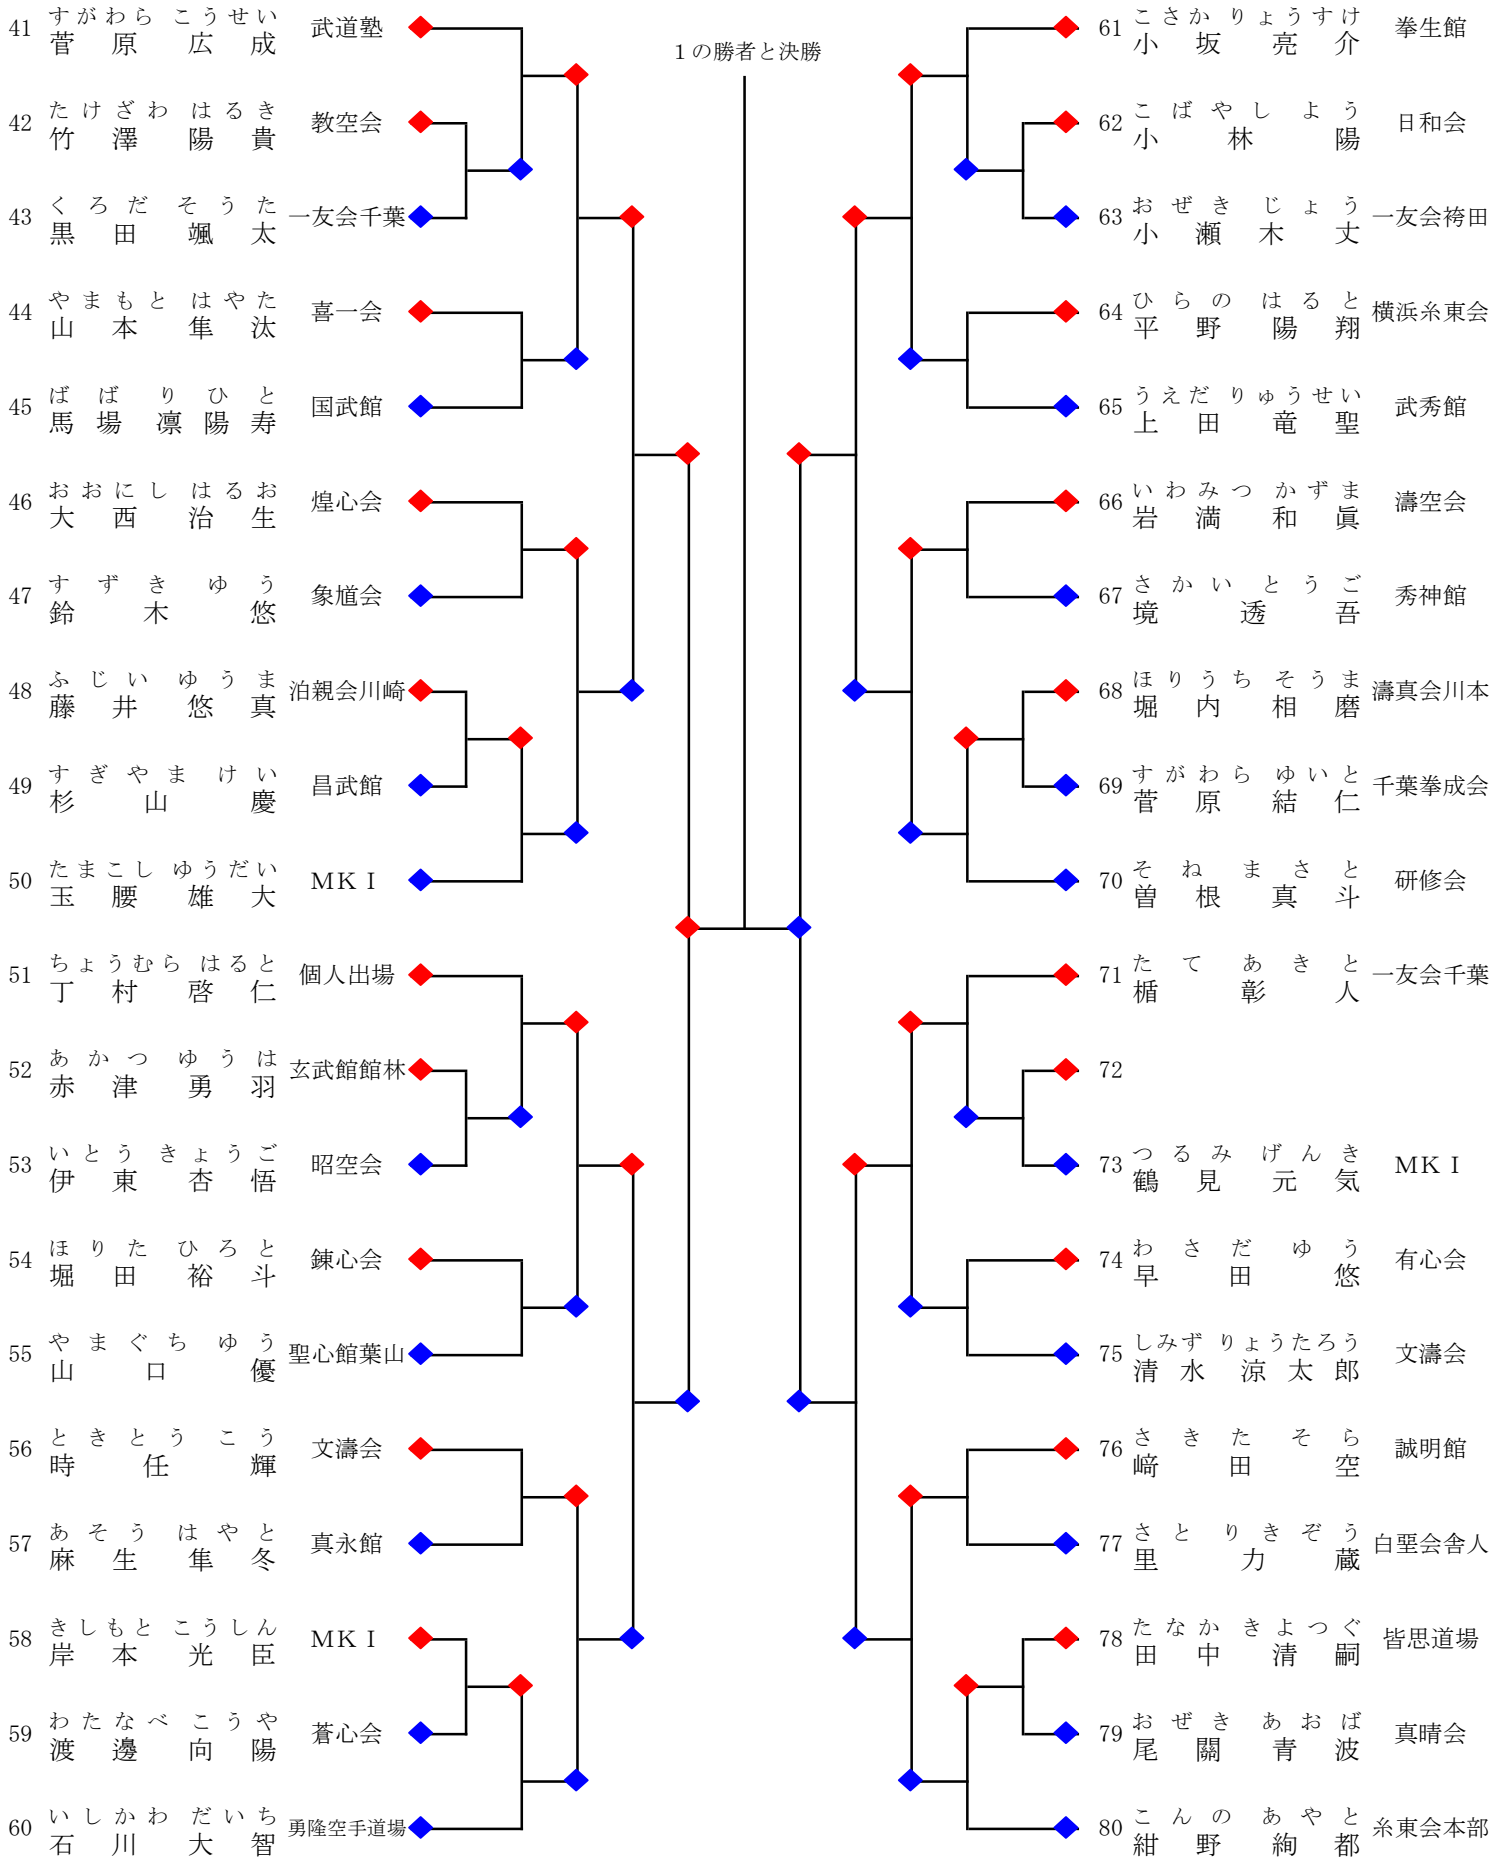 １の勝者と決勝
すがわら こうせい
41 菅原広成 武道塾
たけざわ はるき
42 竹澤陽貴 教空会
くろだ そうた
43 黒田颯太 一友会千葉
やまもと はやた
44 山本隼汰 喜一会
ばば りひと
45 馬場凛陽寿 国武館
おおにし はるお
46 大西治生 煌心会
すずき ゆう
47 鈴木悠 象馗会
ふじい ゆうま
48 藤井悠真 泊親会川崎
すぎやま けい
49 杉山慶 昌武館
たまこし ゆうだい
50 玉腰雄大 ＭＫＩ
ちょうむら はると
51 丁村啓仁 個人出場
あかつ ゆうは
52 赤津勇羽 玄武館館林
いとう きょうご
53 伊東杏悟 昭空会
ほりた ひろと
54 堀田裕斗 錬心会
やまぐち ゆう
55 山口優 聖心館葉山
ときとう こう
56 時任輝 文濤会
あそう はやと
57 麻生隼冬 真永館
きしもと こうしん
58 岸本光臣 ＭＫＩ
わたなべ こうや
59 渡邊向陽 蒼心会
いしかわ だいち
60 石川大智 勇隆空手道場
こさか りょうすけ
61 小坂亮介 拳生館
こばやし よう
62 小林陽 日和会
おぜき じょう
63 小瀬木丈 一友会袴田
ひらの はると
64 平野陽翔 横浜糸東会
うえだ りゅうせい
65 上田竜聖 武秀館
いわみつ かずま
66 岩満和眞 濤空会
さかい とうご
67 境透吾 秀神館
ほりうち そうま
68 堀内相磨 濤真会川本
すがわら ゆいと
69 菅原結仁 千葉拳成会
そね まさと
70 曽根真斗 研修会
たて あきと
71 楯彰人 一友会千葉
72
つるみ げんき
73 鶴見元気 ＭＫＩ
わさだ ゆう
74 早田悠 有心会
しみず りょうたろう
75 清水涼太郎 文濤会
さきた そら
76 﨑田空 誠明館
さと りきぞう
77 里力蔵 白堊会舎人
たなか きよつぐ
78 田中清嗣 皆思道場
おぜき あおば
79 尾關青波 真晴会
こんの あやと
80 紺野絢都 糸東会本部